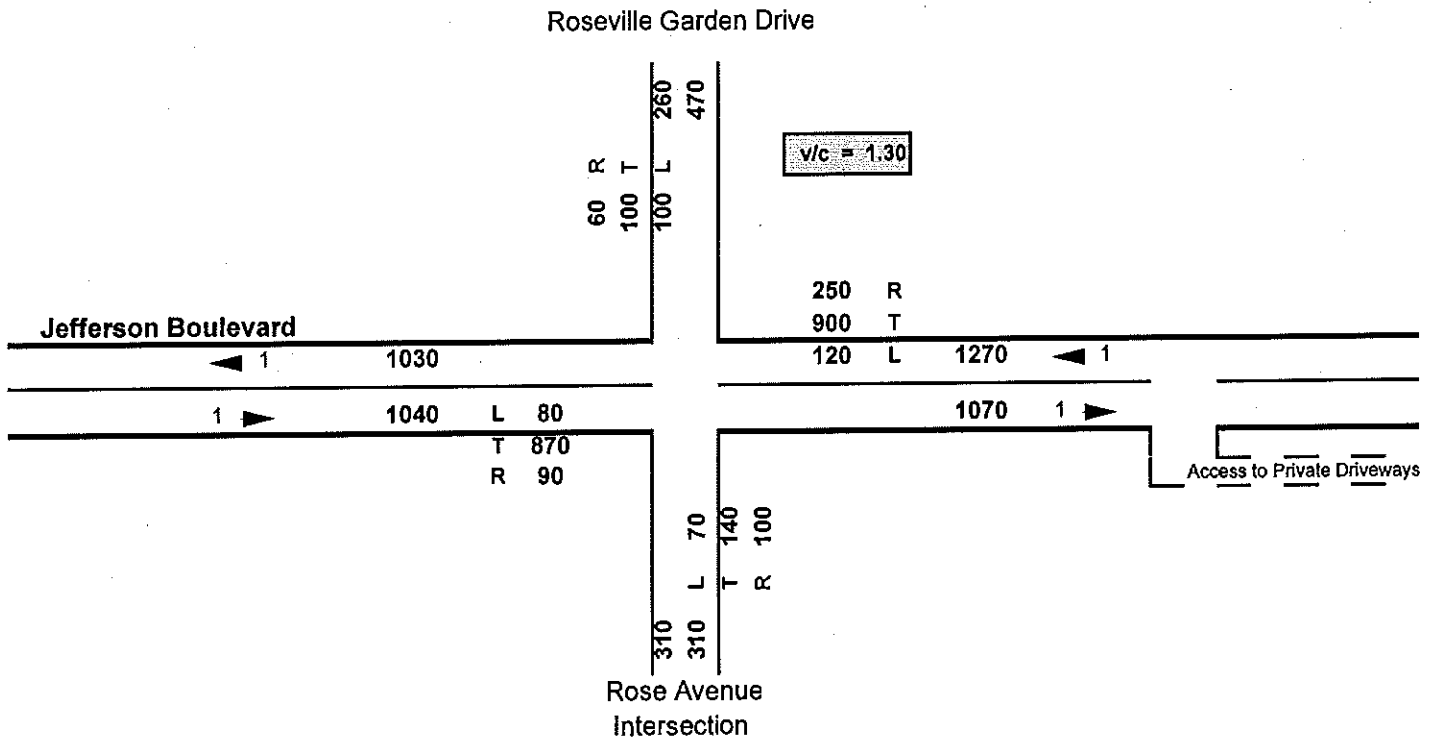 Roseville Garden Drive
260
470
v/c = 1.30
R
T
L
60
100
100
250 R
900 T
Jefferson Boulevard
1 1030
120 L 1270 1
1 1040 L 80
1070 1
T 870
R 90
Access to Private Driveways
70
140
100
L
T
R
310
310
Rose Avenue
Intersection